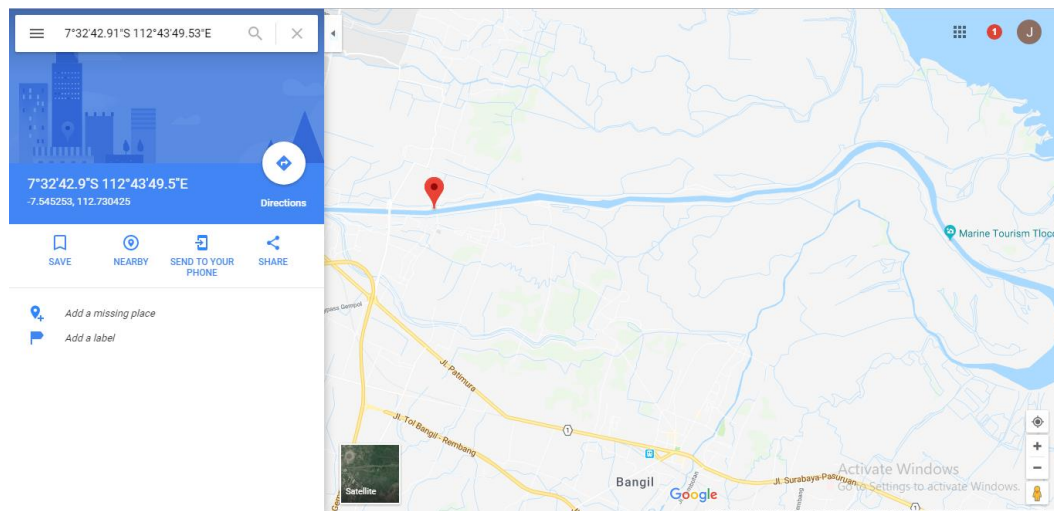 7°32'42.91"S 112°43'49.53"E
7°32'42.9"S 112°43'49.5"E
-7.545253, 112.730425
Directions
SAVE
NEARBY
SEND TO YOUR
PHONE
SHARE
Add a missing place
Add a label
1
J
Marine Tourism Tloc
Jl. Patimura
Jl. Tol Bangil - Rembang
1
Bangil
Jl. Surabaya-Pasuruan
Satellite
Google
Activate Windows
Go to Settings to activate Windows.